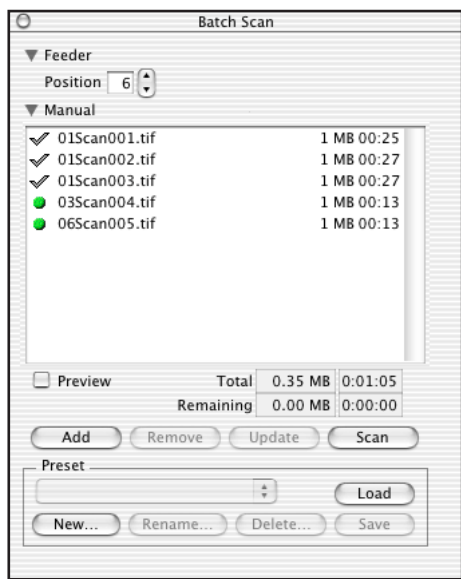 Batch Scan
Feeder
Position 6
Manual
01Scan001.tif 1 MB 00:25
01Scan002.tif 1 MB 00:27
01Scan003.tif 1 MB 00:27
03Scan004.tif 1 MB 00:13
06Scan005.tif 1 MB 00:13
Preview Total 0.35 MB 0:01:05
Remaining 0.00 MB 0:00:00
Add Remove Update Scan
Preset
Load
New... Rename... Delete... Save